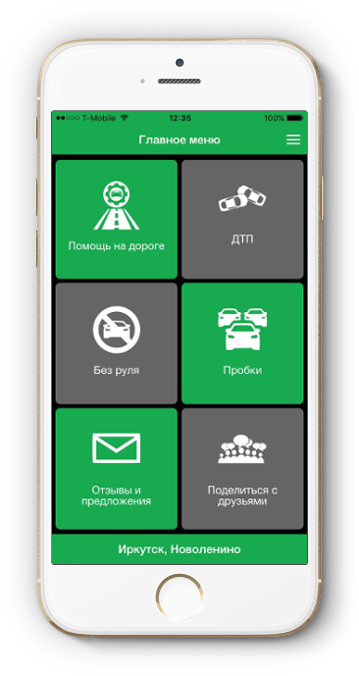 T-Mobile 12:35 100%
Главное меню
Помощь на дороге
ДТП
Без руля
Пробки
Отзывы и
предложения
Поделиться с
друзьями
Иркутск, Новоленино